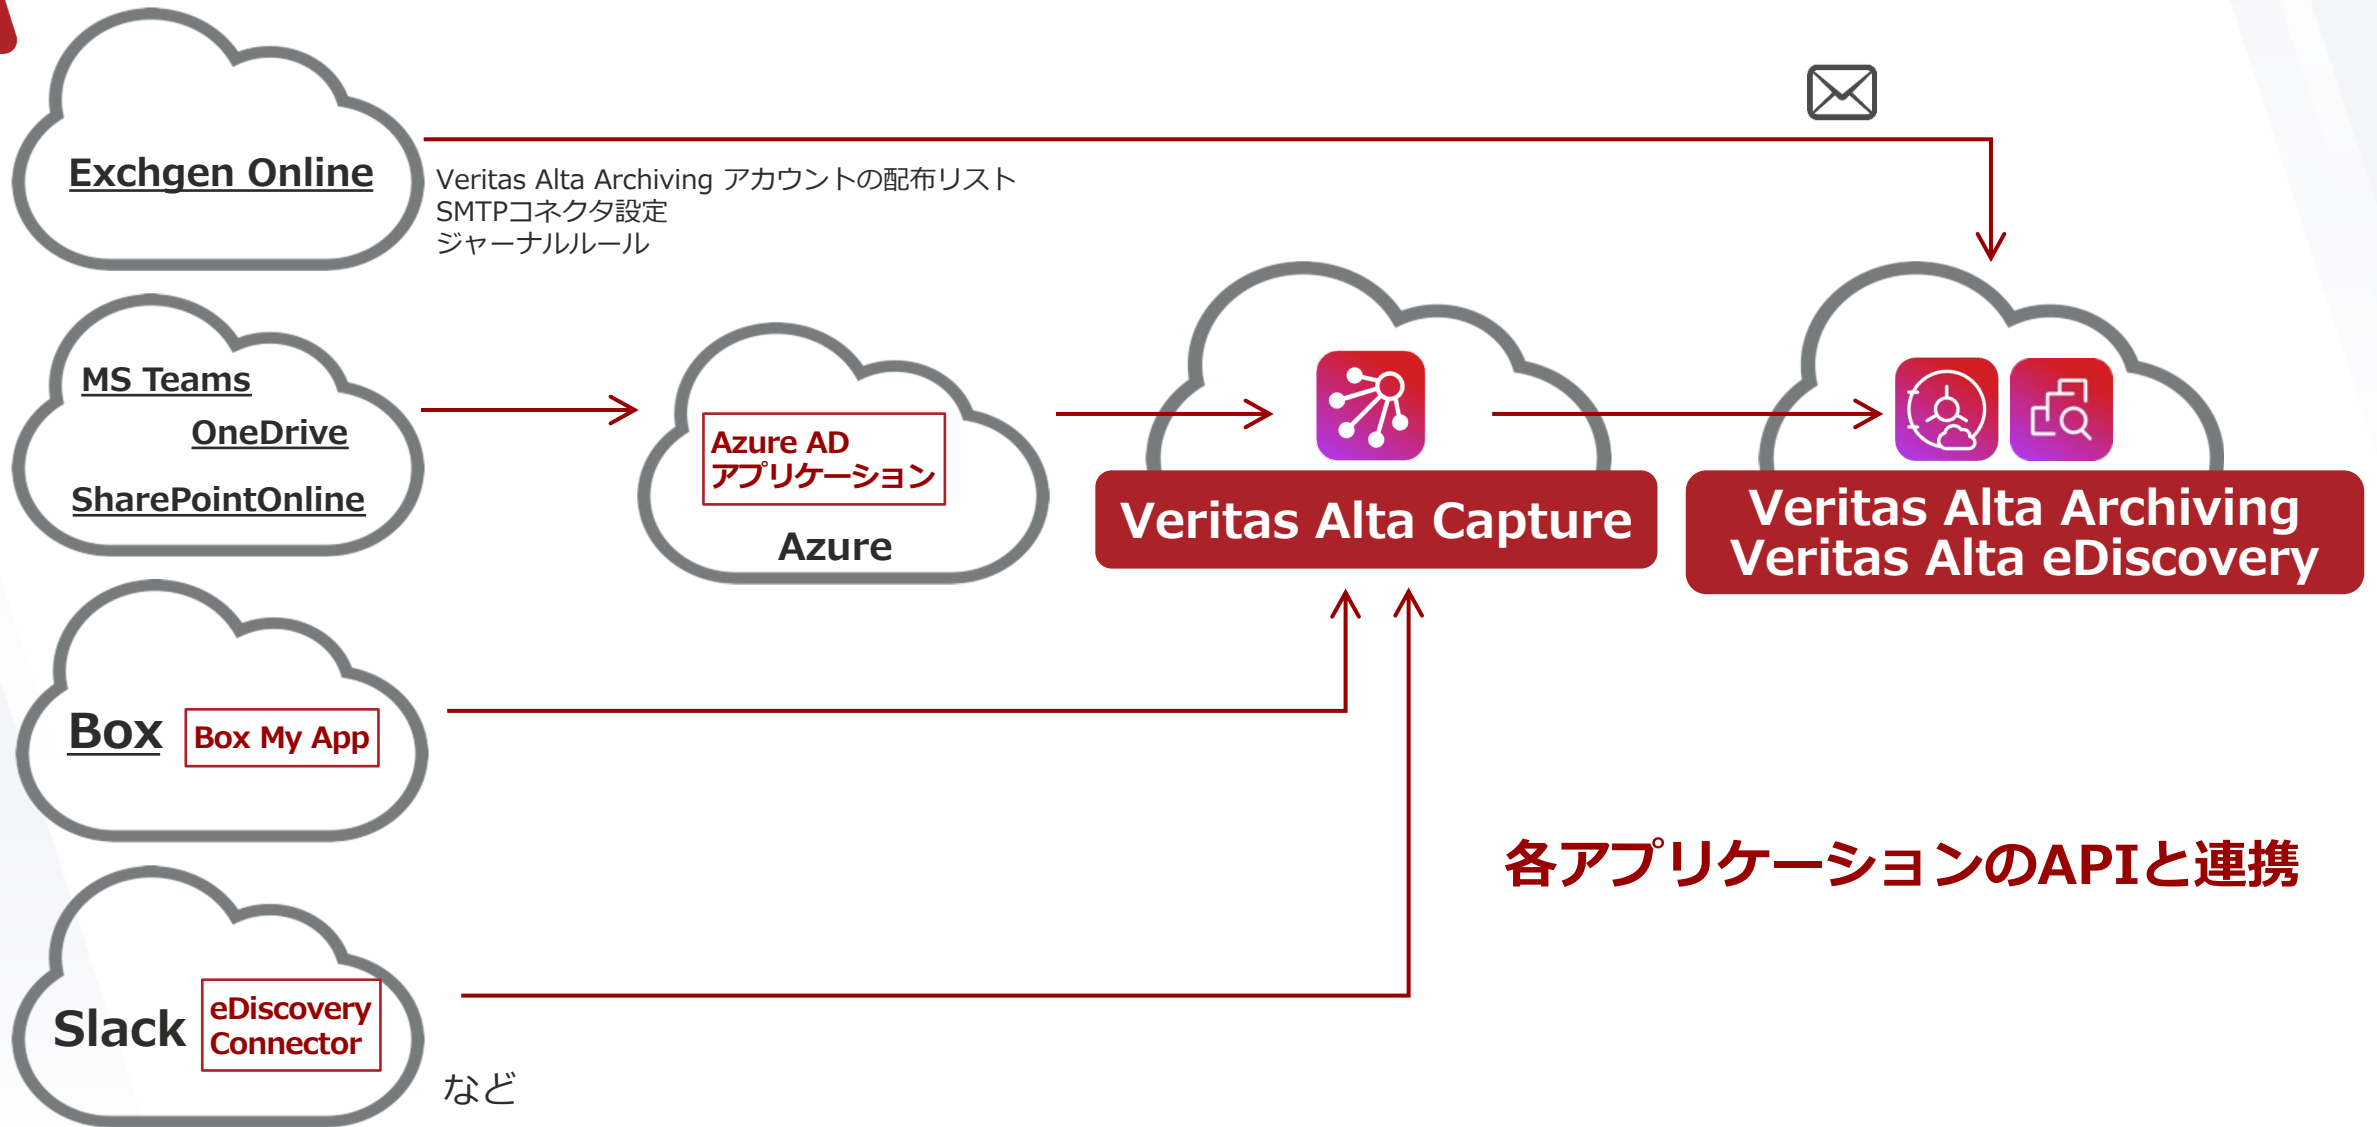 Exchgen Online
Veritas Alta Archiving アカウントの配布リスト
SMTPコネクタ設定
ジャーナルルール
MS Teams
OneDrive
SharePointOnline
Azure AD
アプリケーション
Azure
Veritas Alta Capture
Veritas Alta Archiving
Veritas Alta eDiscovery
Box
Box My App
各アプリケーションのAPIと連携
Slack
eDiscovery
Connector
など